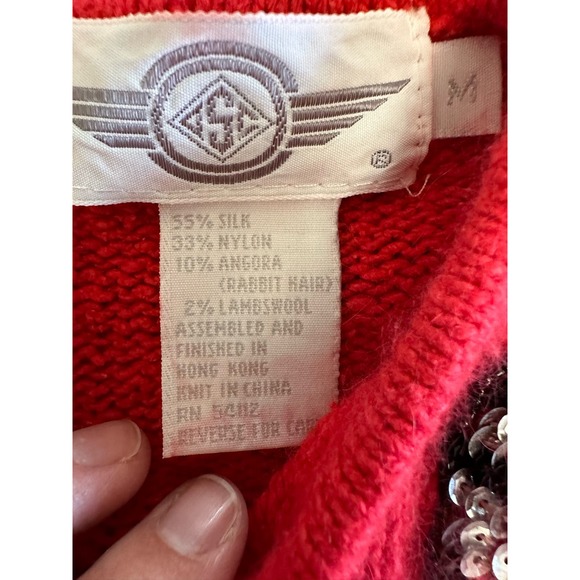 M
®
55% SILK
33% NYLON
10% ANGORA
(RABBIT HAIR)
2% LAMBSWOOL
ASSEMBLED AND
FINISHED IN
HONG KONG
KNIT IN CHINA
RN 54112
REVERSE FOR CARE